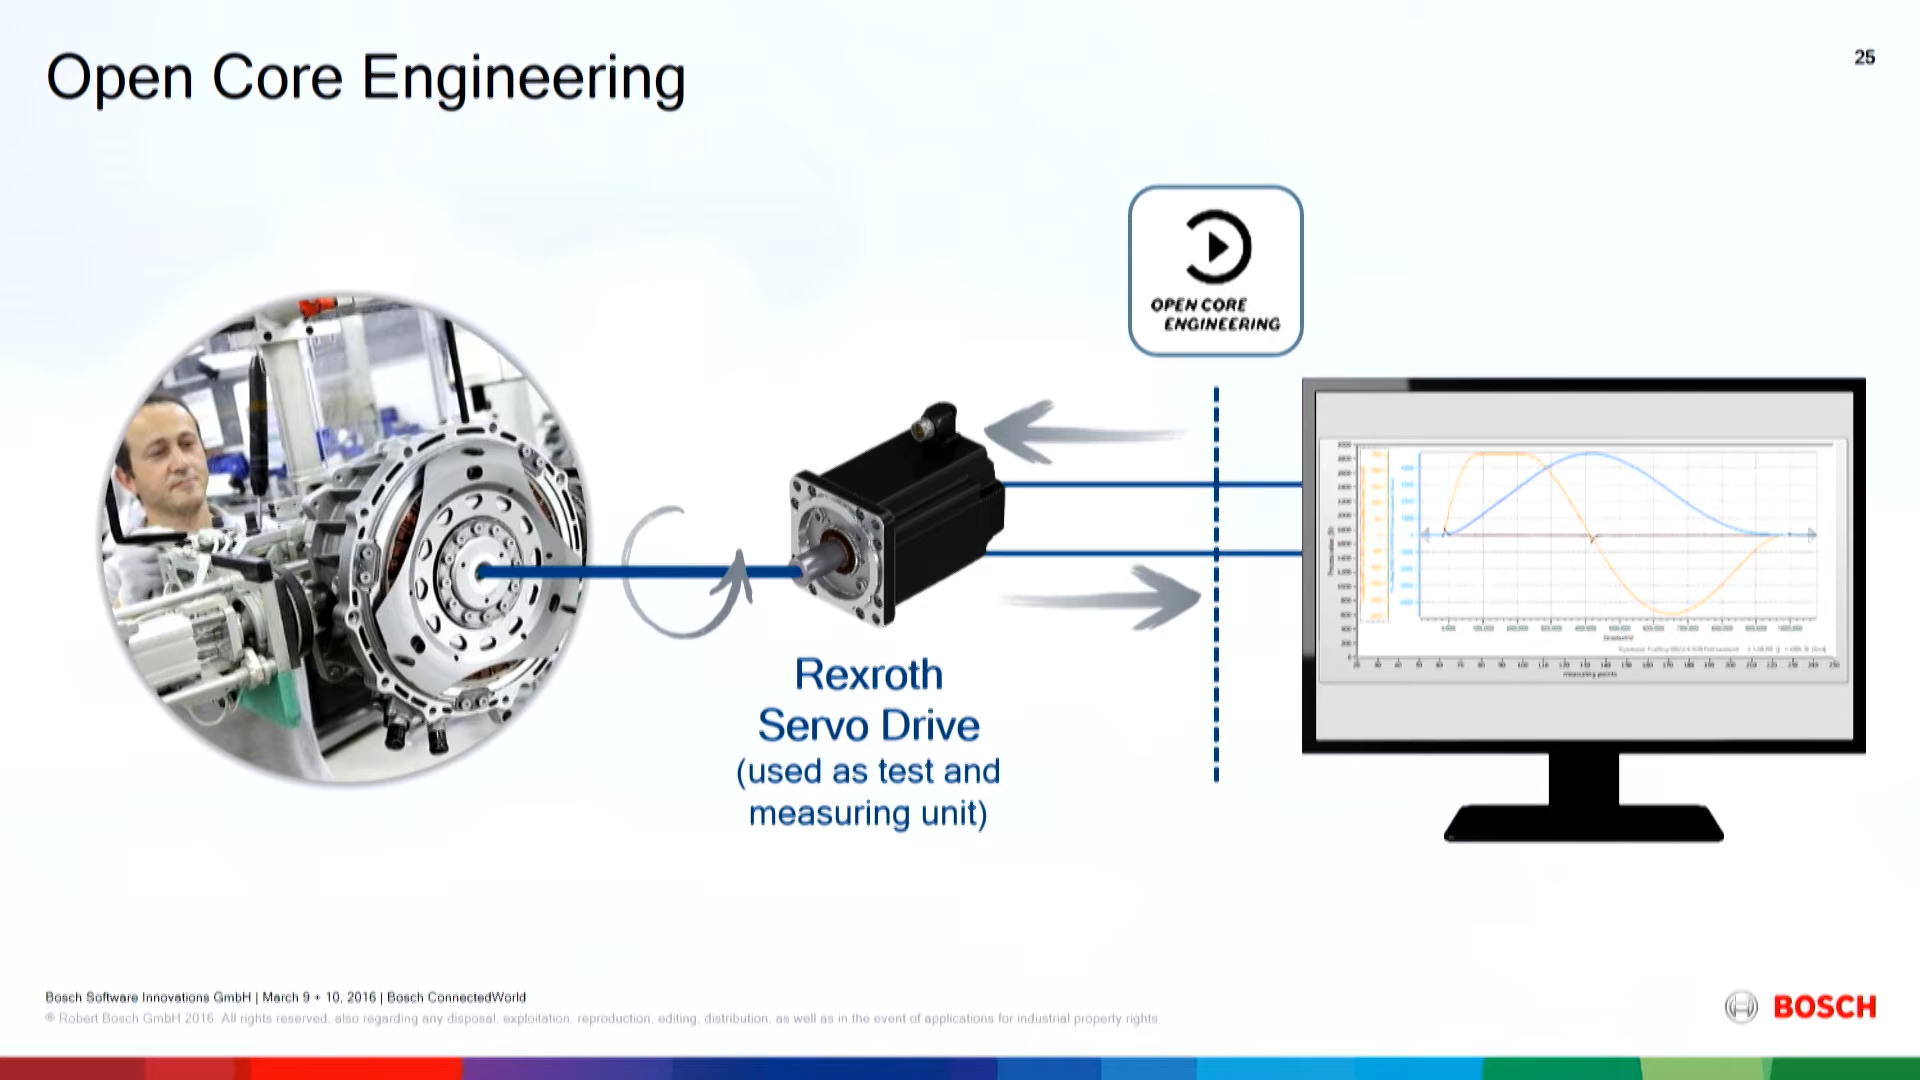 Open Core Engineering
25
OPEN CORE
ENGINEERING
Rexroth
Servo Drive
(used as test and
measuring unit)
measuring points
Bosch Software Innovations GmbH | March 9 + 10, 2016 | Bosch ConnectedWorld
® Robert Bosch GmbH 2016. All rights reserved, also regarding any disposal, exploitation, reproduction, editing, distribution, as well as in the event of applications for industrial property rights.
BOSCH